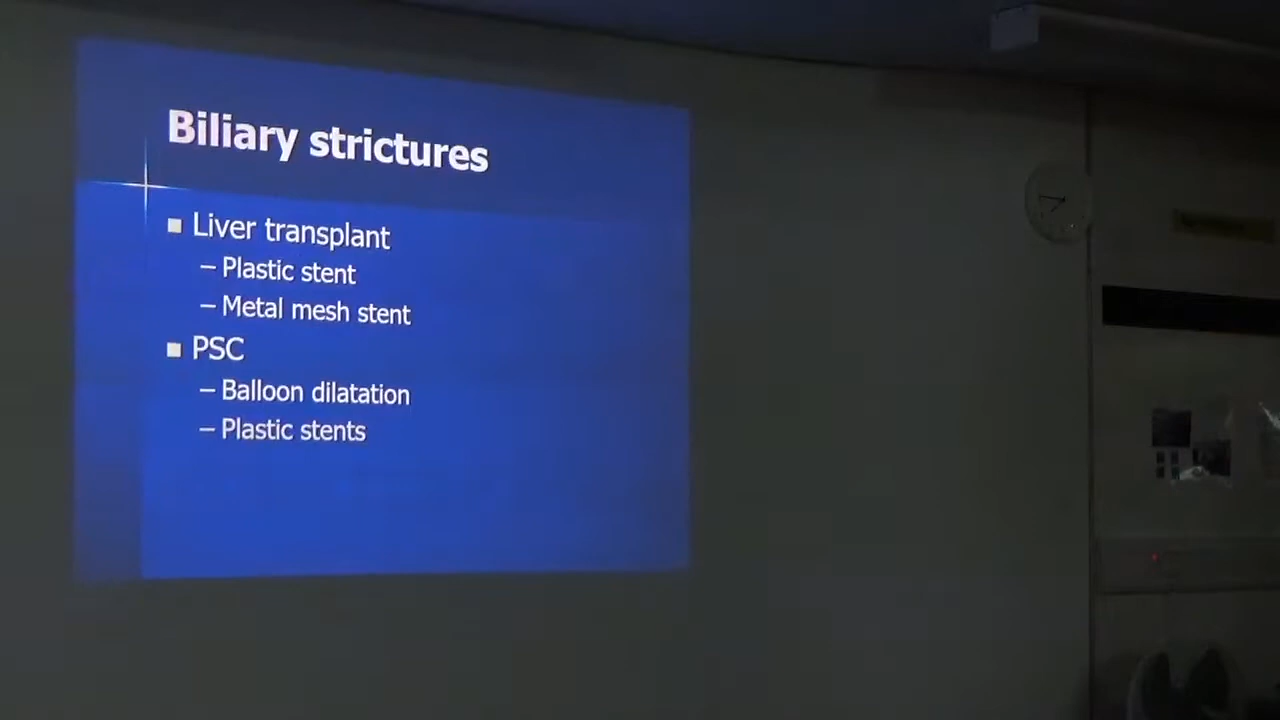 Biliary strictures
Liver transplant
– Plastic stent
– Metal mesh stent
PSC
– Balloon dilatation
– Plastic stents